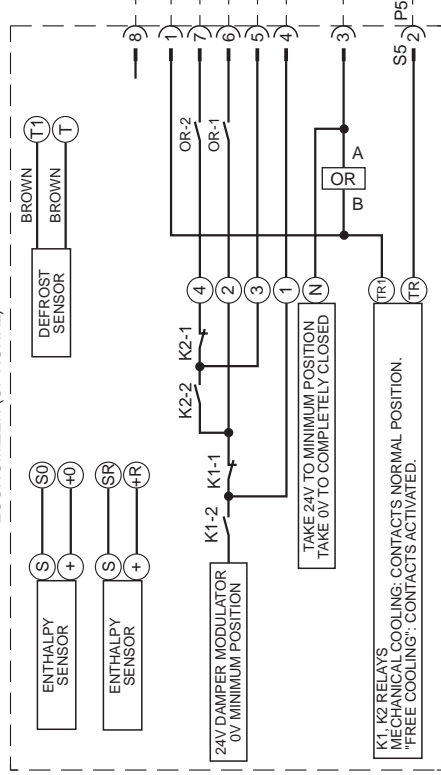 ENTHALPY
SENSOR
S
S0
+
+0
ENTHALPY
SENSOR
S
SR
+
+R
DEFROST
SENSOR
BROWN
T1
BROWN
T
8
1
7
6
5
4
3
P5
S5
2
OR-2
OR-1
A
OR
B
4
2
3
1
N
TR1
TR
K2-1
K2-2
K1-1
K1-2
24V DAMPER MODULATOR
0V MINIMUM POSITION
TAKE 24V TO MINIMUM POSITION
TAKE 0V TO COMPLETELY CLOSED
K1, K2 RELAYS
MECHANICAL COOLING: CONTACTS NORMAL POSITION.
"FREE COOLING": CONTACTS ACTIVATED.